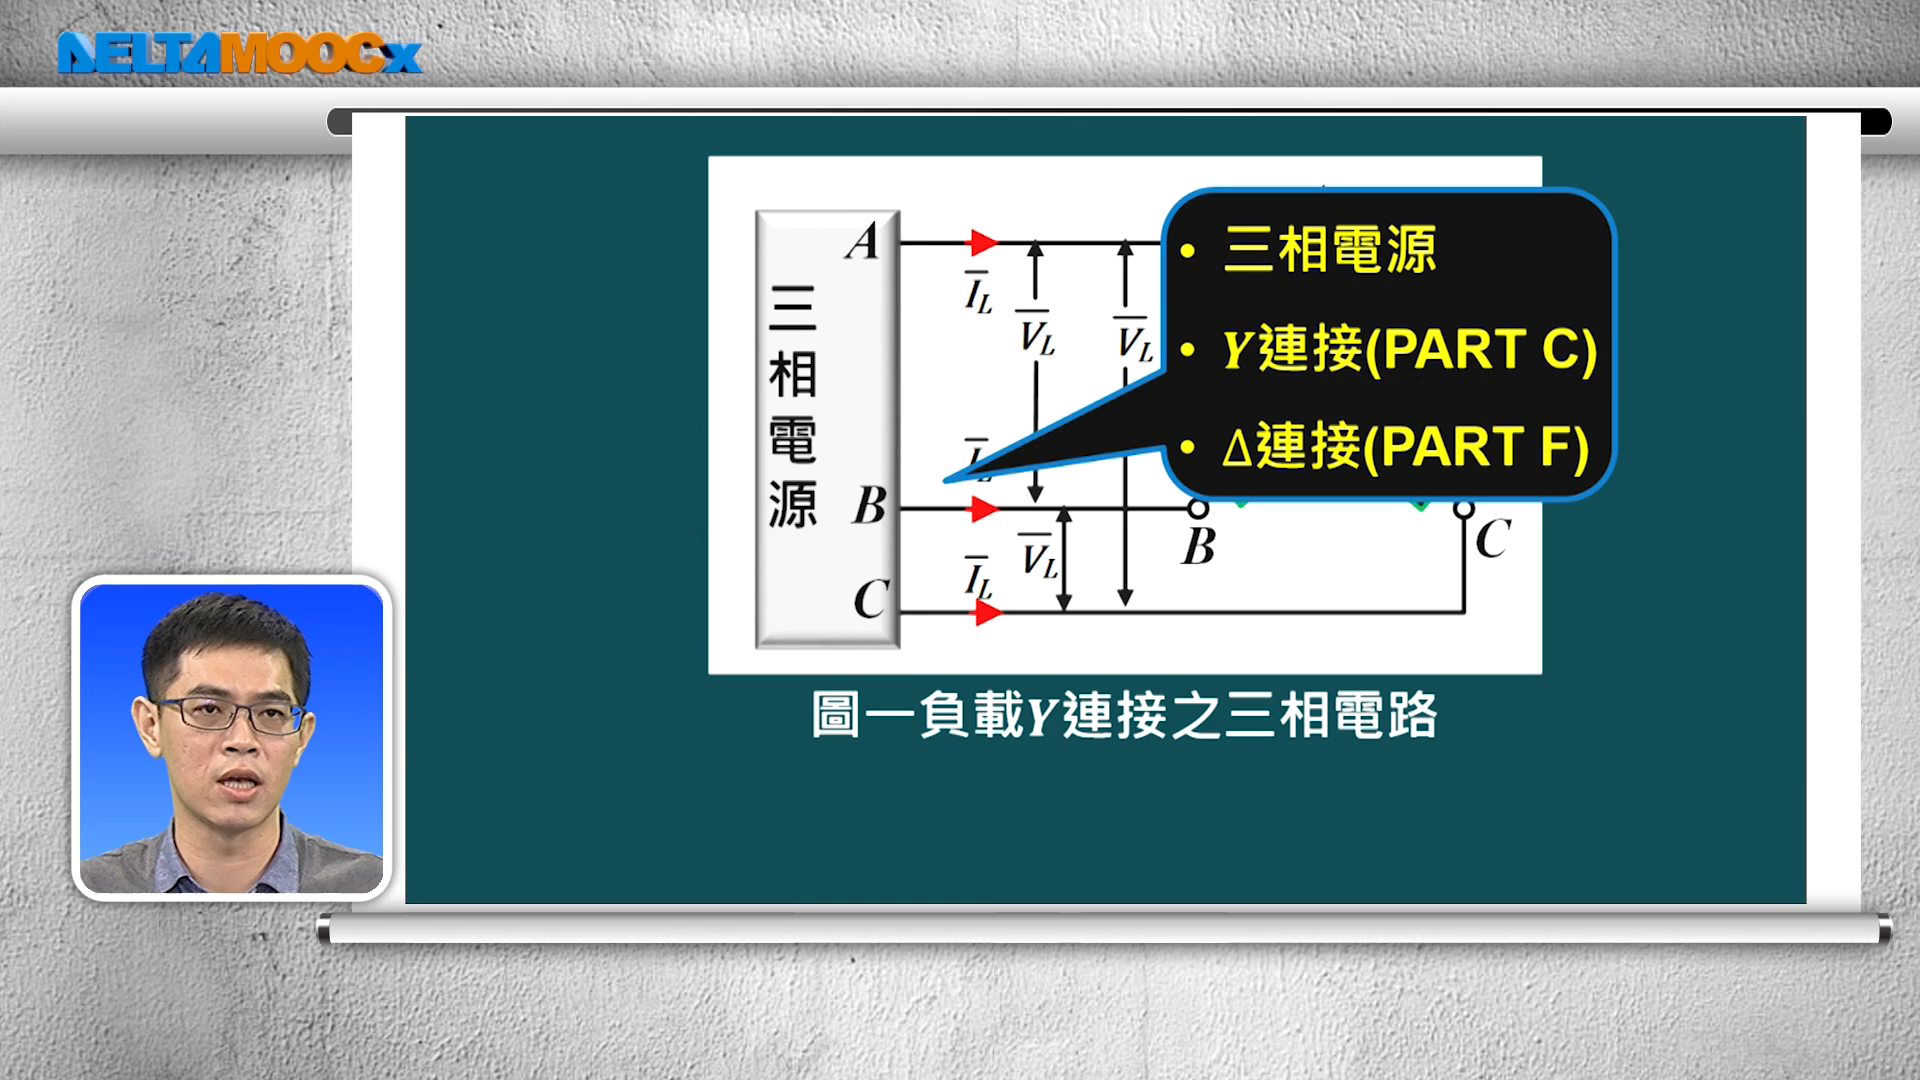 DELTAMOOCx
三相電源
A
B
C
I_L
V_L
V_L
I_L
V_L
I_L
B
C
• 三相電源
• Y連接(PART C)
• Δ連接(PART F)
圖一負載Y連接之三相電路